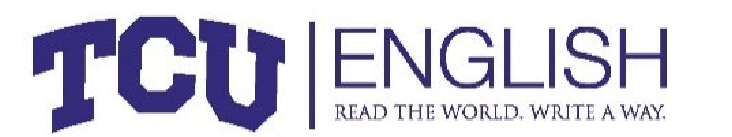 TCU
ENGLISH
READ THE WORLD. WRITE A WAY.